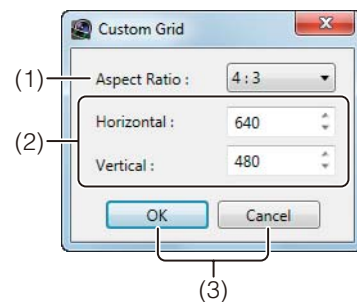 Custom Grid
(1) Aspect Ratio : 4 : 3
(2) Horizontal : 640
Vertical : 480
OK Cancel
(3)